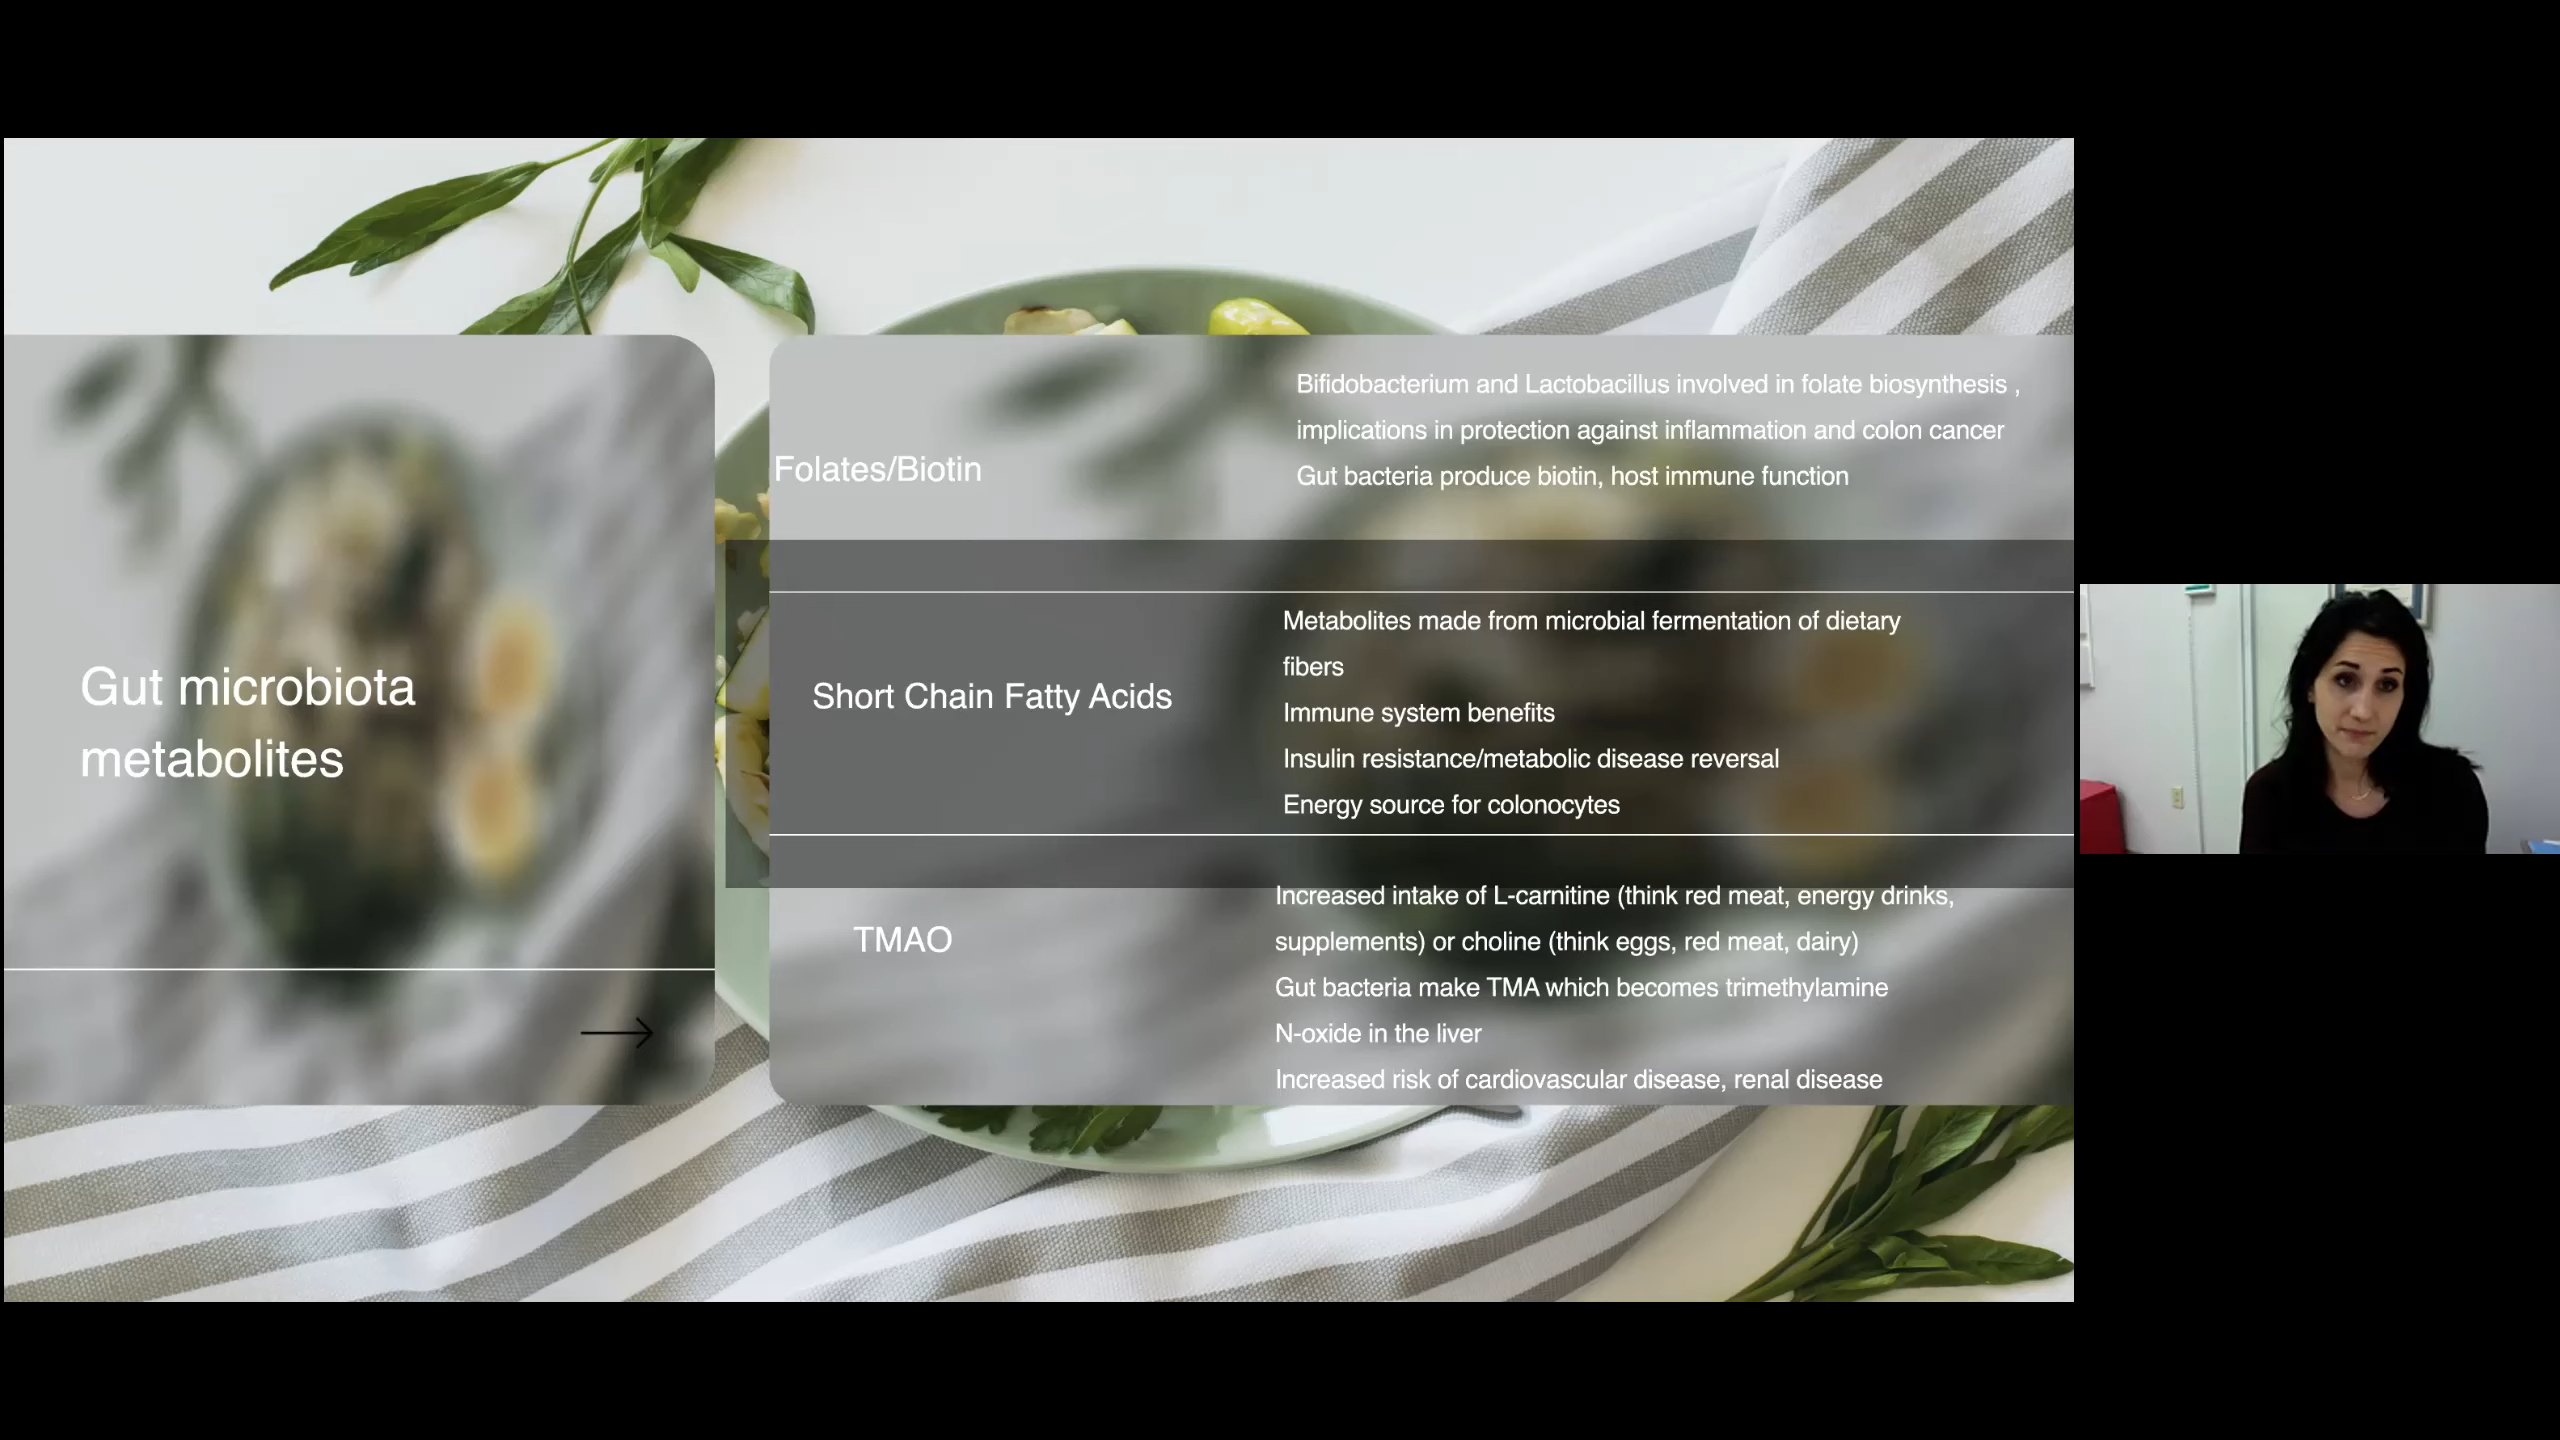 Gut microbiota
metabolites
Folates/Biotin
Bifidobacterium and Lactobacillus involved in folate biosynthesis ,
implications in protection against inflammation and colon cancer
Gut bacteria produce biotin, host immune function
Short Chain Fatty Acids
Metabolites made from microbial fermentation of dietary
fibers
Immune system benefits
Insulin resistance/metabolic disease reversal
Energy source for colonocytes
TMAO
Increased intake of L-carnitine (think red meat, energy drinks,
supplements) or choline (think eggs, red meat, dairy)
Gut bacteria make TMA which becomes trimethylamine
N-oxide in the liver
Increased risk of cardiovascular disease, renal disease